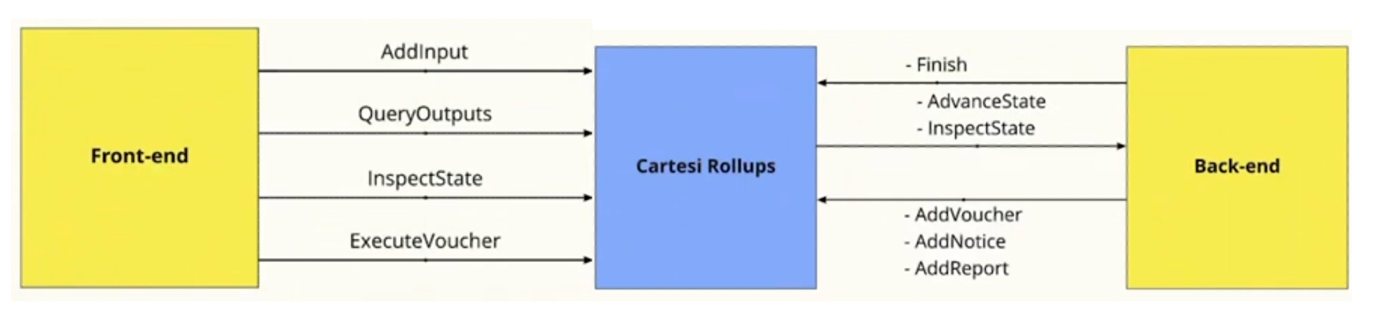 Front-end
AddInput
QueryOutputs
InspectState
ExecuteVoucher
Cartesi Rollups
- Finish
- AdvanceState
- InspectState
- AddVoucher
- AddNotice
- AddReport
Back-end